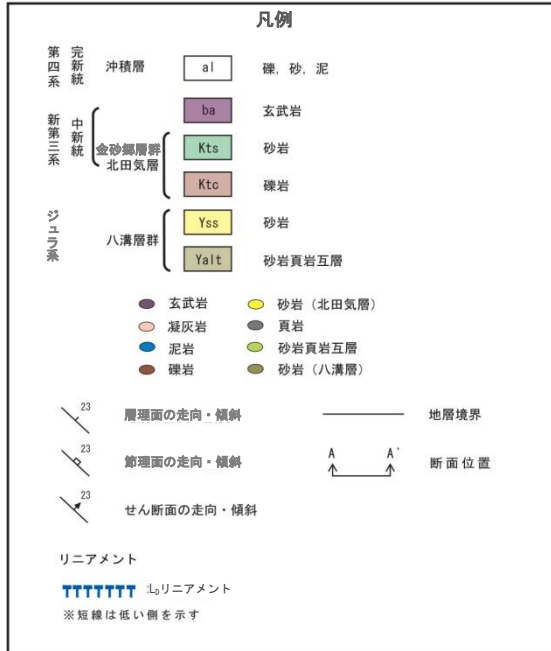 凡例
第四系 完新統 沖積層 al 礫, 砂, 泥
新第三系 中新統 ba 玄武岩
金砂郷層群 北田気層 Kts 砂岩
Ktc 礫岩
ジュラ系 八溝層群 Yss 砂岩
Yalt 砂岩頁岩互層
玄武岩 砂岩(北田気層)
凝灰岩 頁岩
泥岩 砂岩頁岩互層
礫岩 砂岩(八溝層)
23 層理面の走向・傾斜 地層境界
23 節理面の走向・傾斜 A A' 断面位置
23 せん断面の走向・傾斜
リニアメント
:LDリニアメント
※短線は低い側を示す